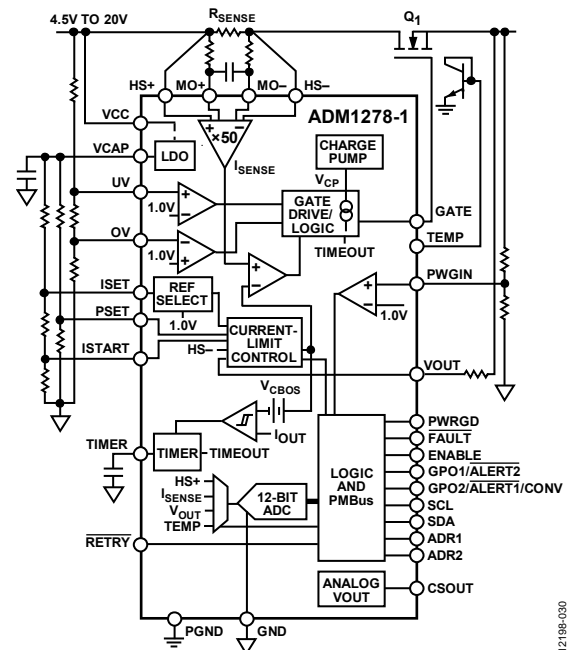 4.5V TO 20V
RSENSE
Q1
HS+
MO+
MO–
HS–
ADM1278-1
VCC
+ –
×50
VCAP
LDO
ISENSE
CHARGE
PUMP
VCP
UV
+
–
1.0V
GATE
DRIVE/
LOGIC
GATE
TEMP
TIMEOUT
OV
–
+
1.0V
+
–
PWGIN
+
–
1.0V
ISET
REF
SELECT
PSET
1.0V
CURRENT-
LIMIT
CONTROL
ISTART
HS–
VOUT
VCBOS
IOUT
TIMER
TIMER
TIMEOUT
PWRGD
FAULT
ENABLE
GPO1/ALERT2
GPO2/ALERT1/CONV
SCL
SDA
ADR1
ADR2
LOGIC
AND
PMBus
HS+
ISENSE
VOUT
TEMP
12-BIT
ADC
RETRY
ANALOG
VOUT
CSOUT
PGND
GND
12198-030